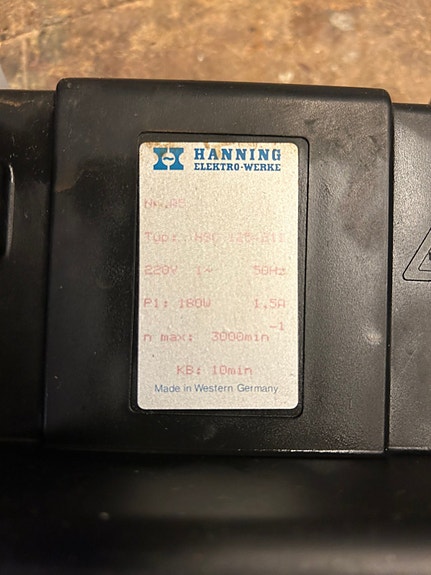 HANNING
ELEKTRO-WERKE
Typ:
220V 1~ 50Hz
P1: 180W 1.5A
n max: 3000min-1
KB: 10min
Made in Western Germany